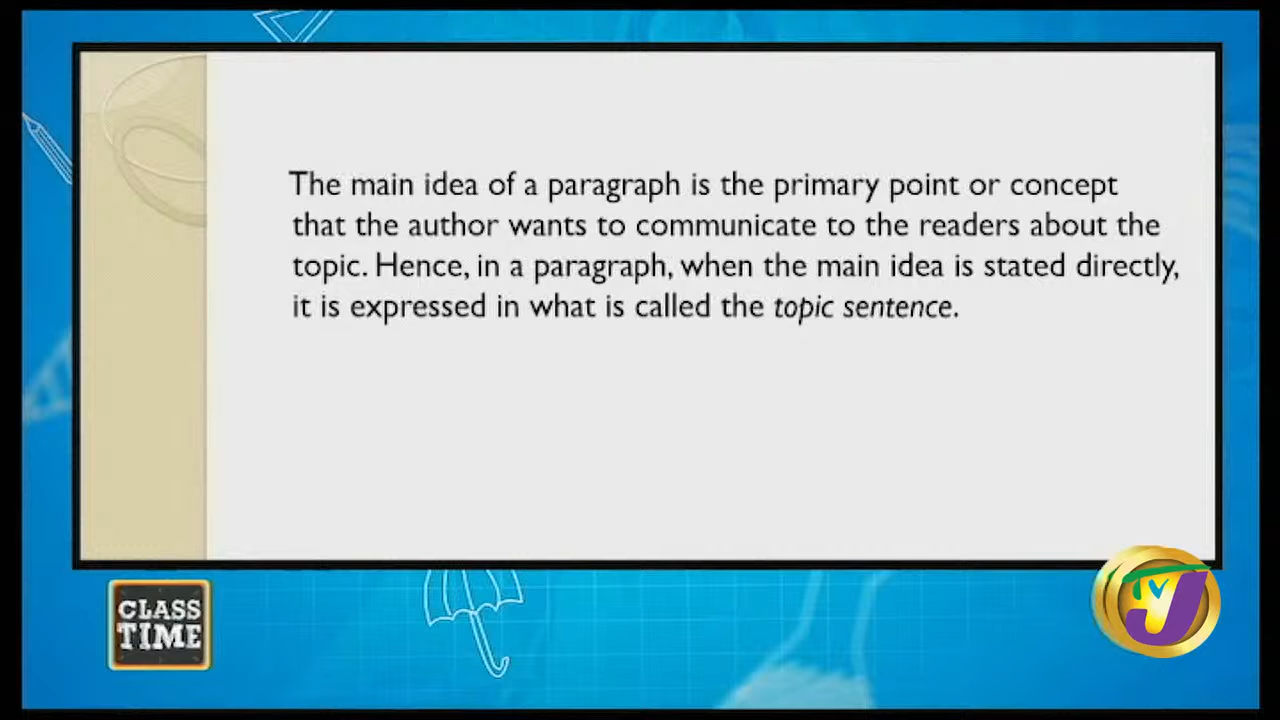 The main idea of a paragraph is the primary point or concept
that the author wants to communicate to the readers about the
topic. Hence, in a paragraph, when the main idea is stated directly,
it is expressed in what is called the topic sentence.
CLASS
TIME
TVJ